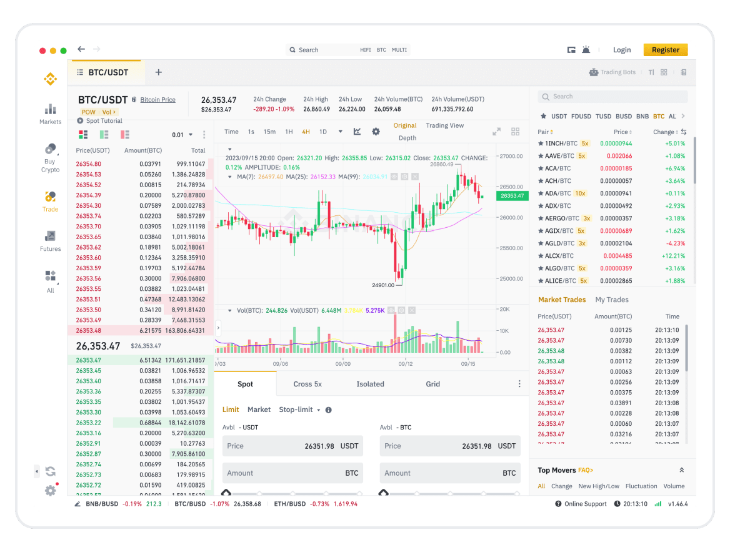 Search HIFI BTC MULTI
Login Register
BTC/USDT
Trading Bots
BTC/USDT Bitcoin Price
POW Vol
Spot Tutorial
26,353.47
$26,353.47
24h Change
-289.20 -1.09%
24h High
26,860.49
24h Low
26,224.00
24h Volume(BTC)
26,059.48
24h Volume(USDT)
691,335,792.60
Markets
Buy
Crypto
Trade
Futures
All
0.01
Price(USDT) Amount(BTC) Total
26354.80 0.03791 999.11047
26354.53 0.05260 1,386.24828
26354.52 0.00815 214.78934
26354.39 0.20000 5,270.87800
26354.30 0.07589 2,000.02783
26353.74 0.02203 580.57289
26353.70 0.03905 1,029.11198
26353.65 0.03840 1,011.98016
26353.62 0.18981 5,002.18061
26353.60 0.12364 3,258.35910
26353.59 0.19703 5,192.44784
26353.56 0.30000 7,906.06800
26353.55 0.03882 1,023.04481
26353.51 0.47368 12,483.13062
26353.50 0.34120 8,991.81420
26353.49 0.28339 7,468.31553
26353.48 6.21575 163,806.64331
26,353.47 $26,353.47
26353.47 6.51342 171,651.21857
26353.45 0.03821 1,006.96532
26353.40 0.03858 1,016.71417
26353.36 0.20255 5,337.87307
26353.35 0.03802 1,001.95437
26353.30 0.03998 1,053.60493
26353.22 0.68844 18,142.61078
26353.16 0.20000 5,270.63200
26352.91 0.00039 10.27763
26352.87 0.30000 7,905.86100
26352.74 0.00699 184.20565
26352.73 0.00683 179.98915
26352.72 0.01590 419.00825
Time 1s 15m 1H 4H 1D
Original Trading View
Depth
2023/09/15 20:00 Open: 26321.20 High: 26355.85 Low: 26315.02 Close: 26353.47 CHANGE:
0.12% AMPLITUDE: 0.16%
MA(7): 26492.60 MA(25): 26152.33 MA(99):
26860.49
27000.00
26500.00
26353.47
26000.00
25500.00
25000.00
24901.00
Vol(BTC): 244.826 Vol(USDT) 6.448M 5.275K
20K
10K
0.00
/03 09/06 09/09 09/12 09/15
Spot Cross 5x Isolated Grid
Limit Market Stop-limit
Avbl - USDT
Price 26351.98 USDT
Amount BTC
Avbl - BTC
Price 26351.98 USDT
Amount BTC
Search
USDT FDUSD TUSD BUSD BNB BTC AL
Pair Price Change
1INCH/BTC 5x 0.00000944 +5.01%
AAVE/BTC 5x 0.002066 +1.08%
ACA/BTC 0.00000185 +6.94%
ACH/BTC 0.00000057 +3.64%
ADA/BTC 10x 0.00000941 +0.11%
ADX/BTC 0.00000492 +2.93%
AERGO/BTC 3x 0.00000357 +3.18%
AGIX/BTC 5x 0.00000689 +1.62%
AGLD/BTC 3x 0.00002104 -4.23%
ALCX/BTC 0.0004485 +12.21%
ALGO/BTC 5x 0.00000359 +3.16%
ALICE/BTC 5x 0.00002865 +1.88%
Market Trades My Trades
Price(USDT) Amount(BTC) Time
26,353.47 0.00125 20:13:10
26,353.47 0.00730 20:13:09
26,353.48 0.00382 20:13:09
26,353.48 0.00112 20:13:09
26,353.47 0.00063 20:13:09
26,353.47 0.00256 20:13:09
26,353.47 0.00375 20:13:09
26,353.47 0.03891 20:13:08
26,353.47 0.00228 20:13:08
26,353.47 0.00060 20:13:07
26,353.47 0.03216 20:13:07
Top Movers FAQ>
All Change New High/Low Fluctuation Volume
BNB/BUSD -0.19% 212.3 BTC/USDT -1.07% 26,358.68 ETH/BUSD -0.73% 1,619.94
Online Support 20:13:10 v1.46.4